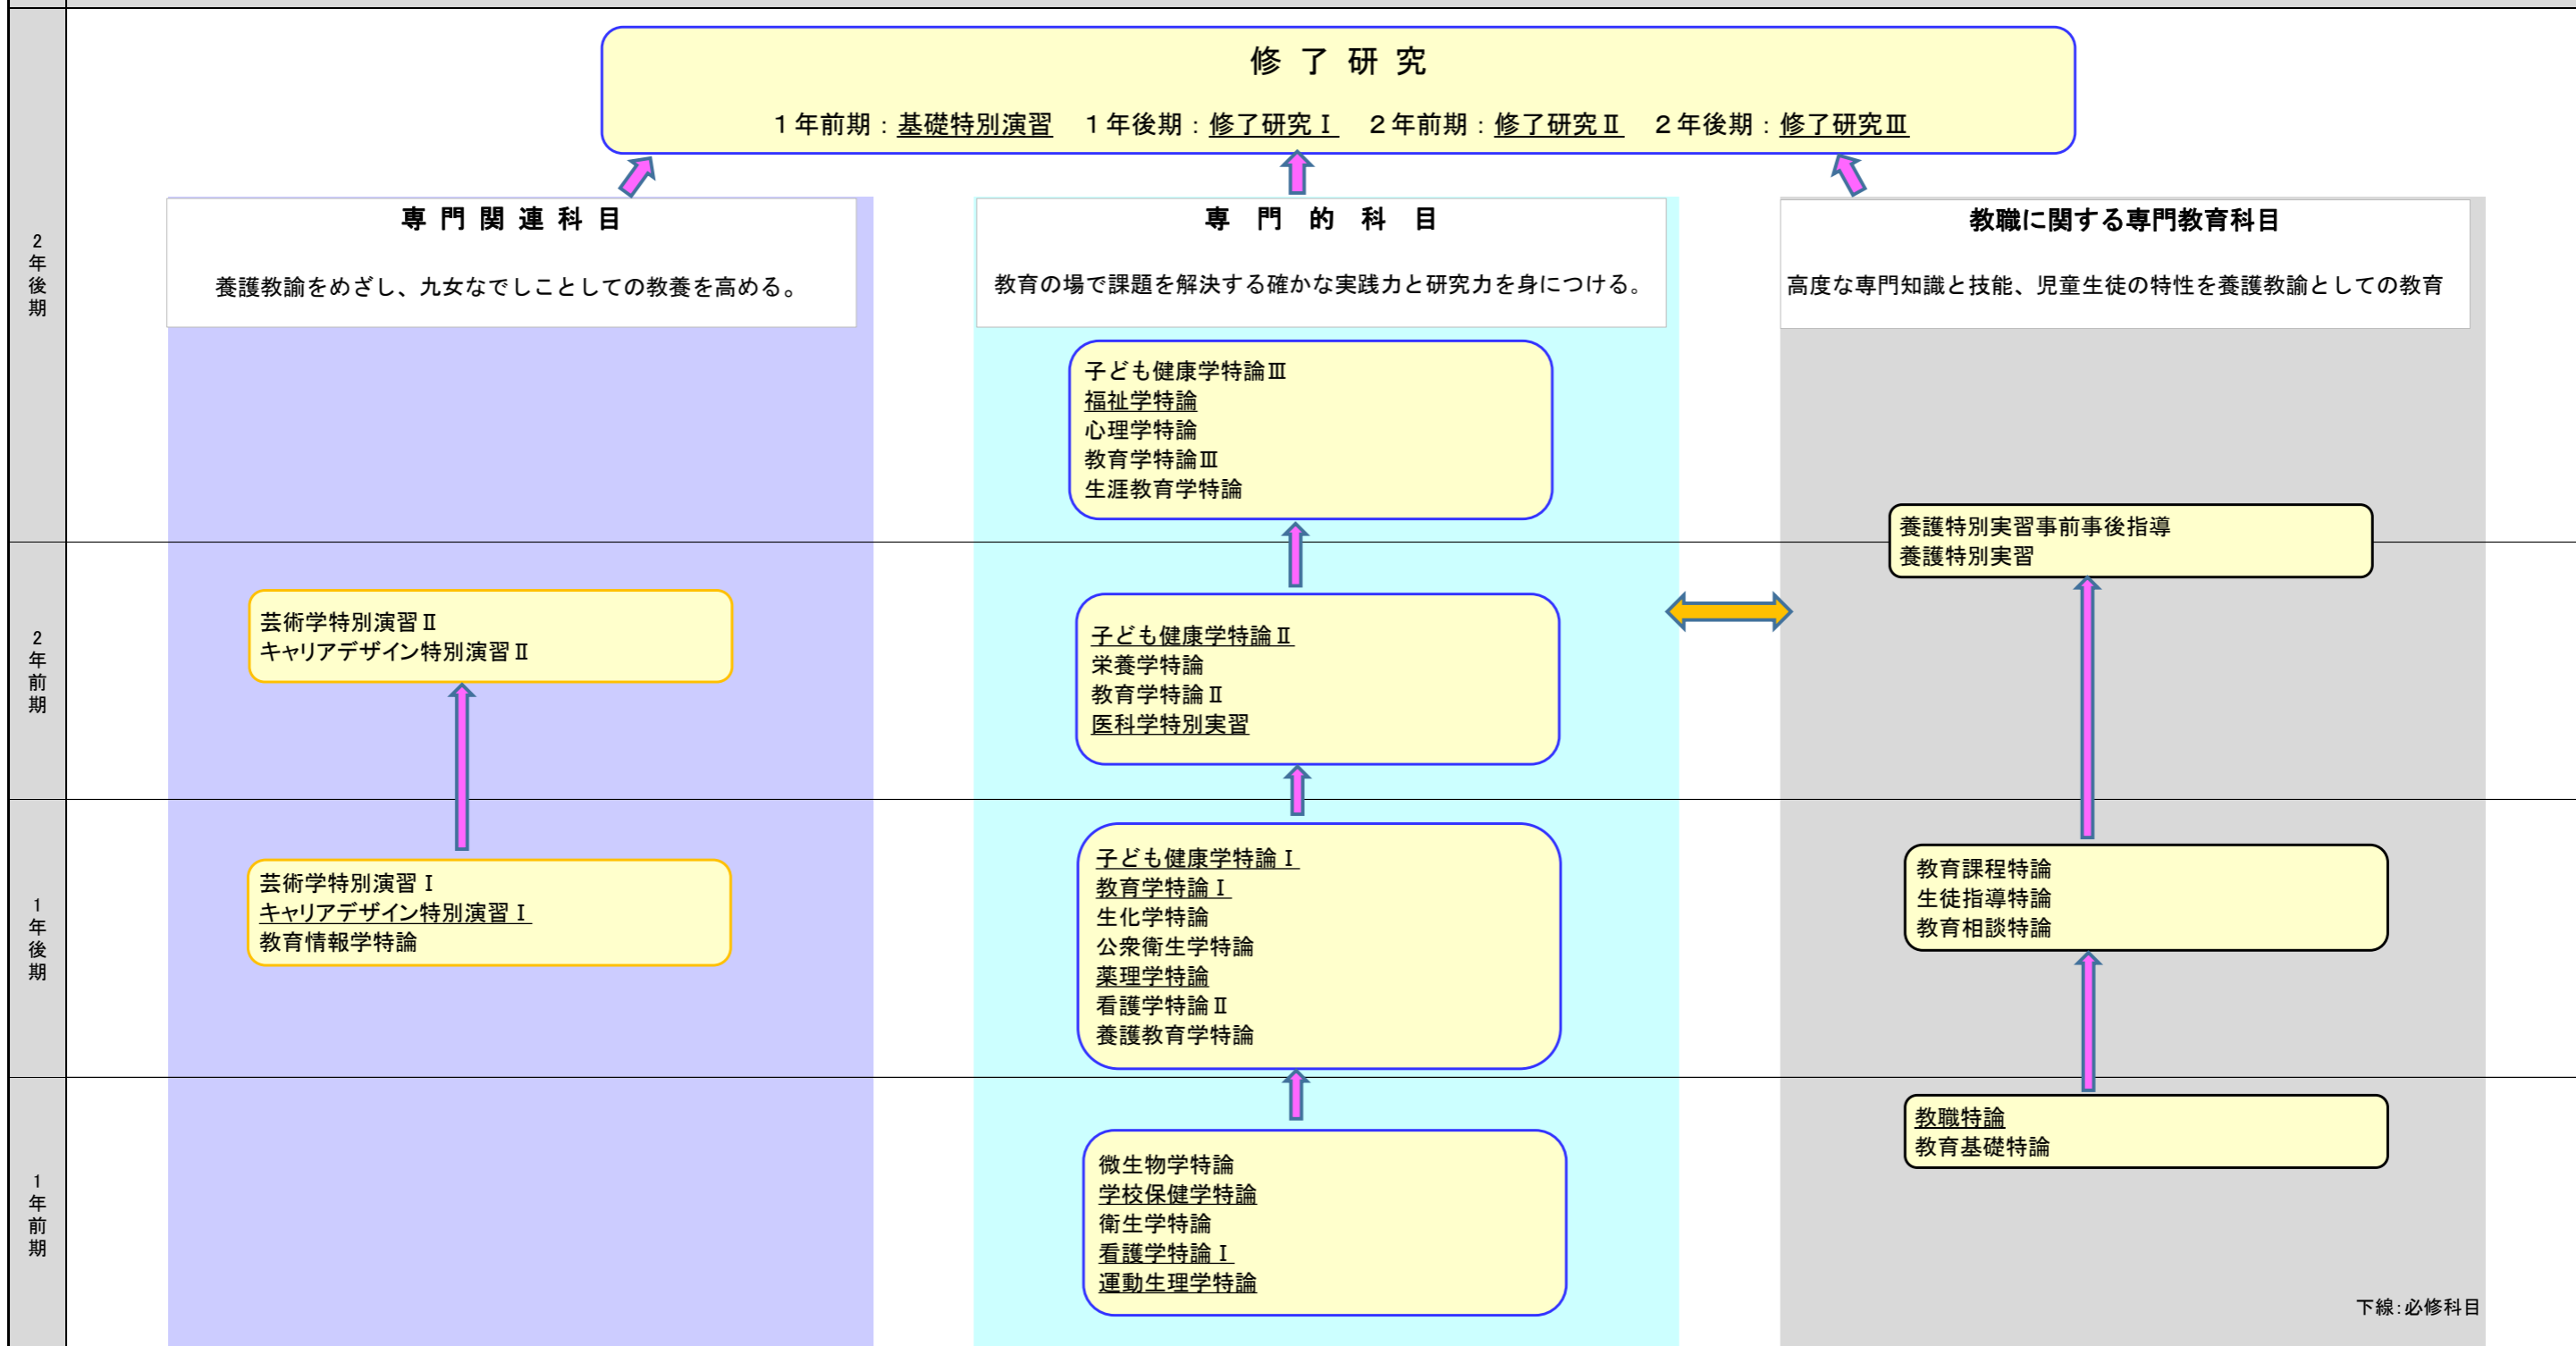 修了研究
1年前期：基礎特別演習　1年後期：修了研究Ⅰ　2年前期：修了研究Ⅱ　2年後期：修了研究Ⅲ
2年後期
専門関連科目
養護教諭をめざし、九女なでしことしての教養を高める。
専門的科目
教育の場で課題を解決する確かな実践力と研究力を身につける。
教職に関する専門教育科目
高度な専門知識と技能、児童生徒の特性を養護教諭としての教育
子ども健康学特論Ⅲ
福祉学特論
心理学特論
教育学特論Ⅲ
生涯教育学特論
養護特別実習事前事後指導
養護特別実習
2年前期
芸術学特別演習Ⅱ
キャリアデザイン特別演習Ⅱ
子ども健康学特論Ⅱ
栄養学特論
教育学特論Ⅱ
医科学特別実習
1年後期
芸術学特別演習Ⅰ
キャリアデザイン特別演習Ⅰ
教育情報学特論
子ども健康学特論Ⅰ
教育学特論Ⅰ
生化学特論
公衆衛生学特論
薬理学特論
看護学特論Ⅱ
養護教育学特論
教育課程特論
生徒指導特論
教育相談特論
1年前期
微生物学特論
学校保健学特論
衛生学特論
看護学特論Ⅰ
運動生理学特論
教職特論
教育基礎特論
下線：必修科目